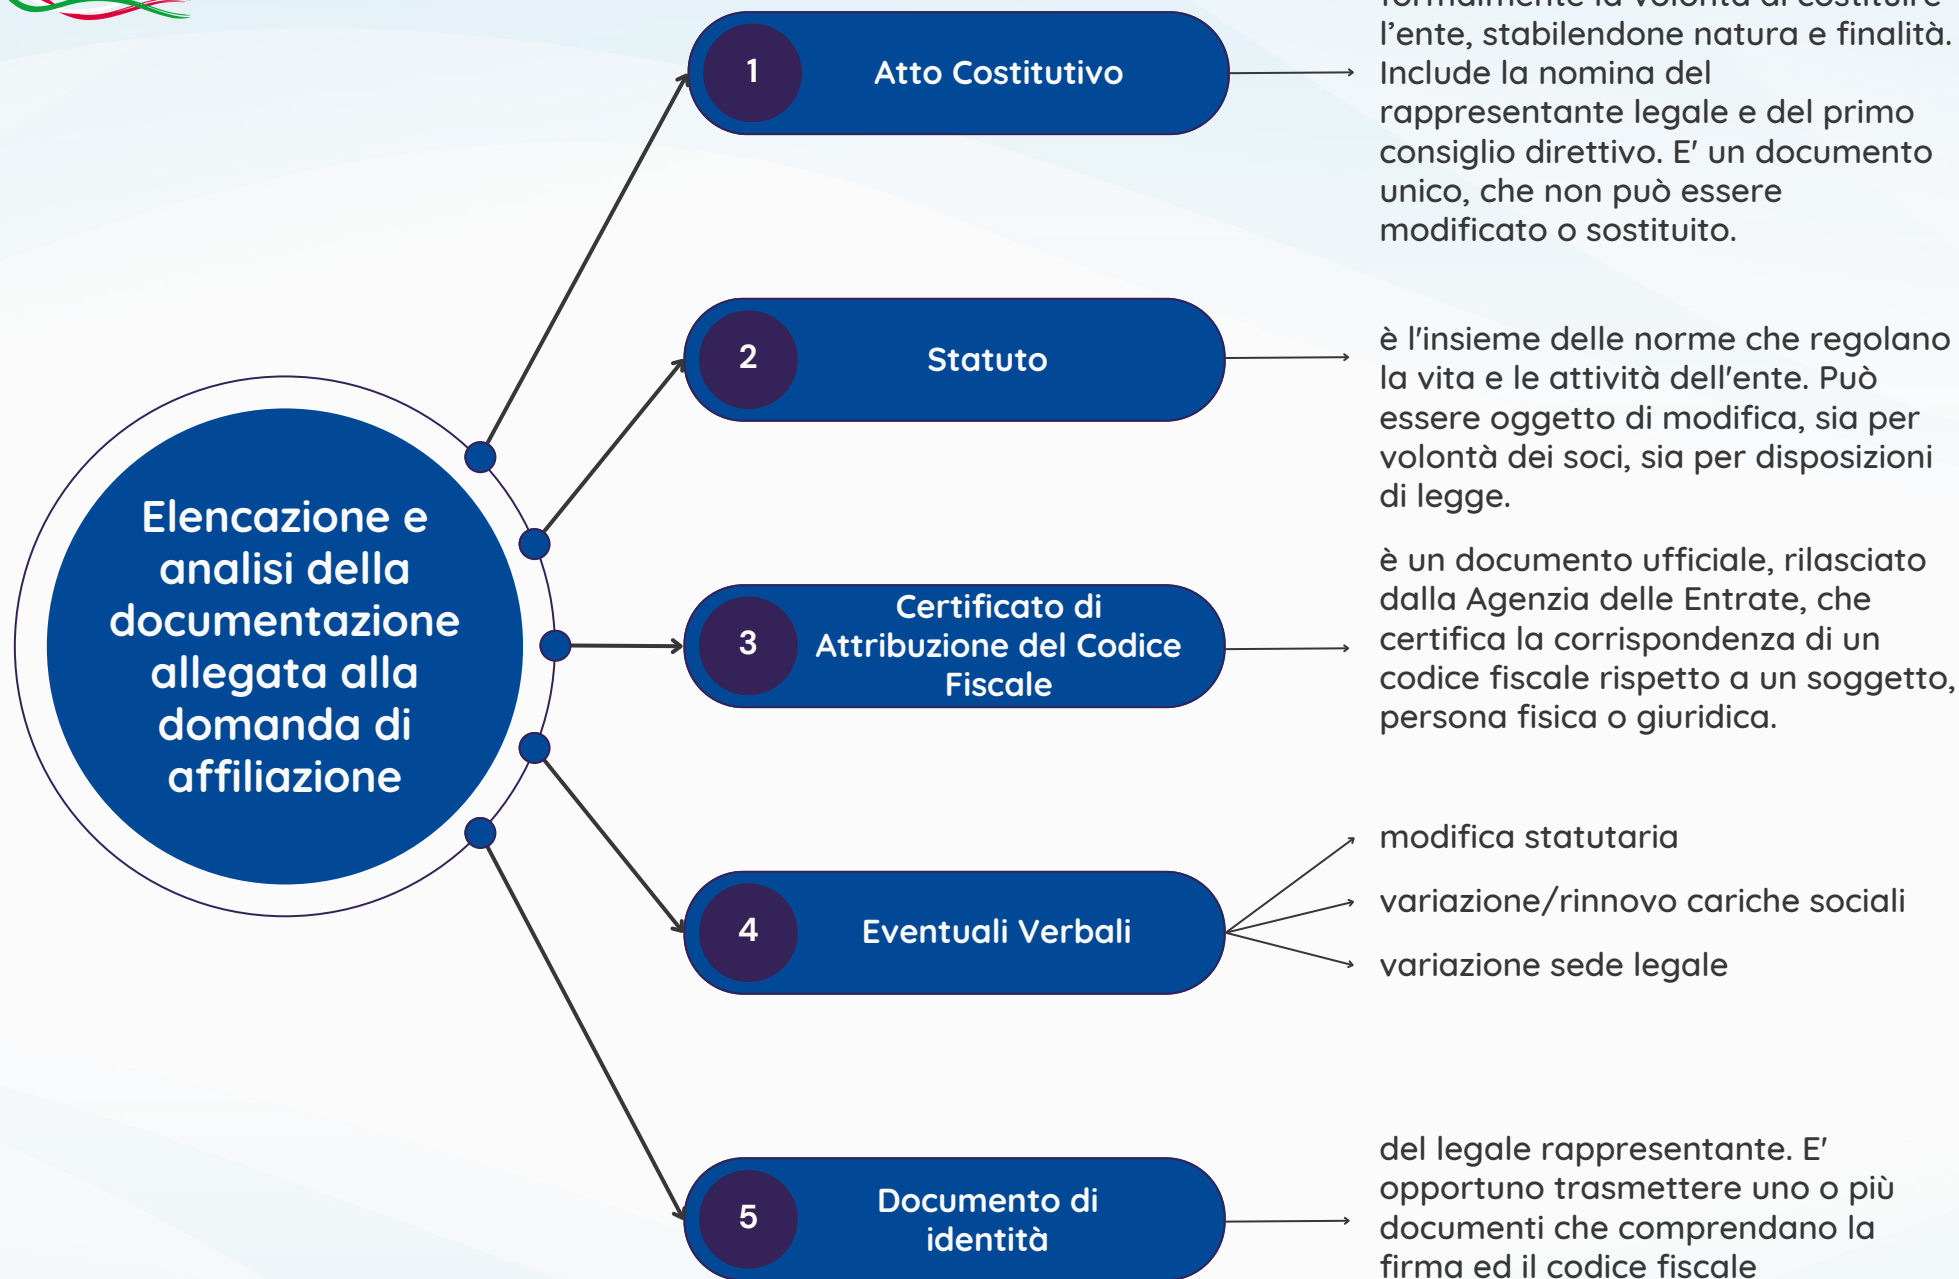 Elencazione e
analisi della
documentazione
allegata alla
domanda di
affiliazione
1
Atto Costitutivo
formalmente la volontà di costituire
l’ente, stabilendone natura e finalità.
Include la nomina del
rappresentante legale e del primo
consiglio direttivo. E' un documento
unico, che non può essere
modificato o sostituito.
2
Statuto
è l'insieme delle norme che regolano
la vita e le attività dell'ente. Può
essere oggetto di modifica, sia per
volontà dei soci, sia per disposizioni
di legge.
3
Certificato di
Attribuzione del Codice
Fiscale
è un documento ufficiale, rilasciato
dalla Agenzia delle Entrate, che
certifica la corrispondenza di un
codice fiscale rispetto a un soggetto,
persona fisica o giuridica.
4
Eventuali Verbali
modifica statutaria
variazione/rinnovo cariche sociali
variazione sede legale
5
Documento di
identità
del legale rappresentante. E'
opportuno trasmettere uno o più
documenti che comprendano la
firma ed il codice fiscale